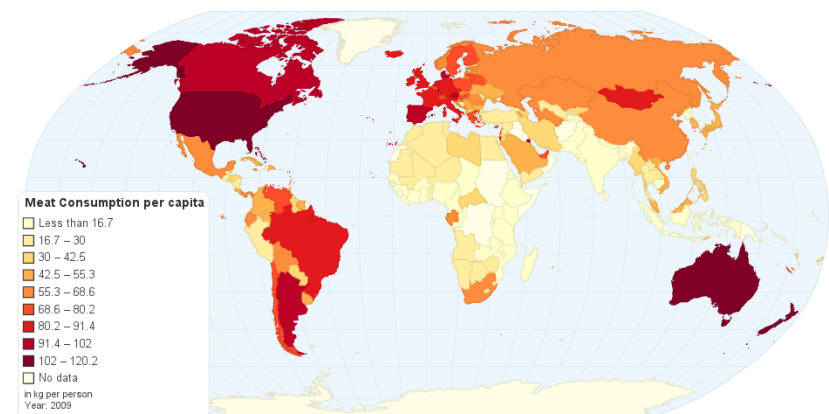 Meat Consumption per capita
Less than 16.7
16.7 – 30
30 – 42.5
42.5 – 55.3
55.3 – 68.6
68.6 – 80.2
80.2 – 91.4
91.4 – 102
102 – 120.2
No data
in kg per person
Year: 2009